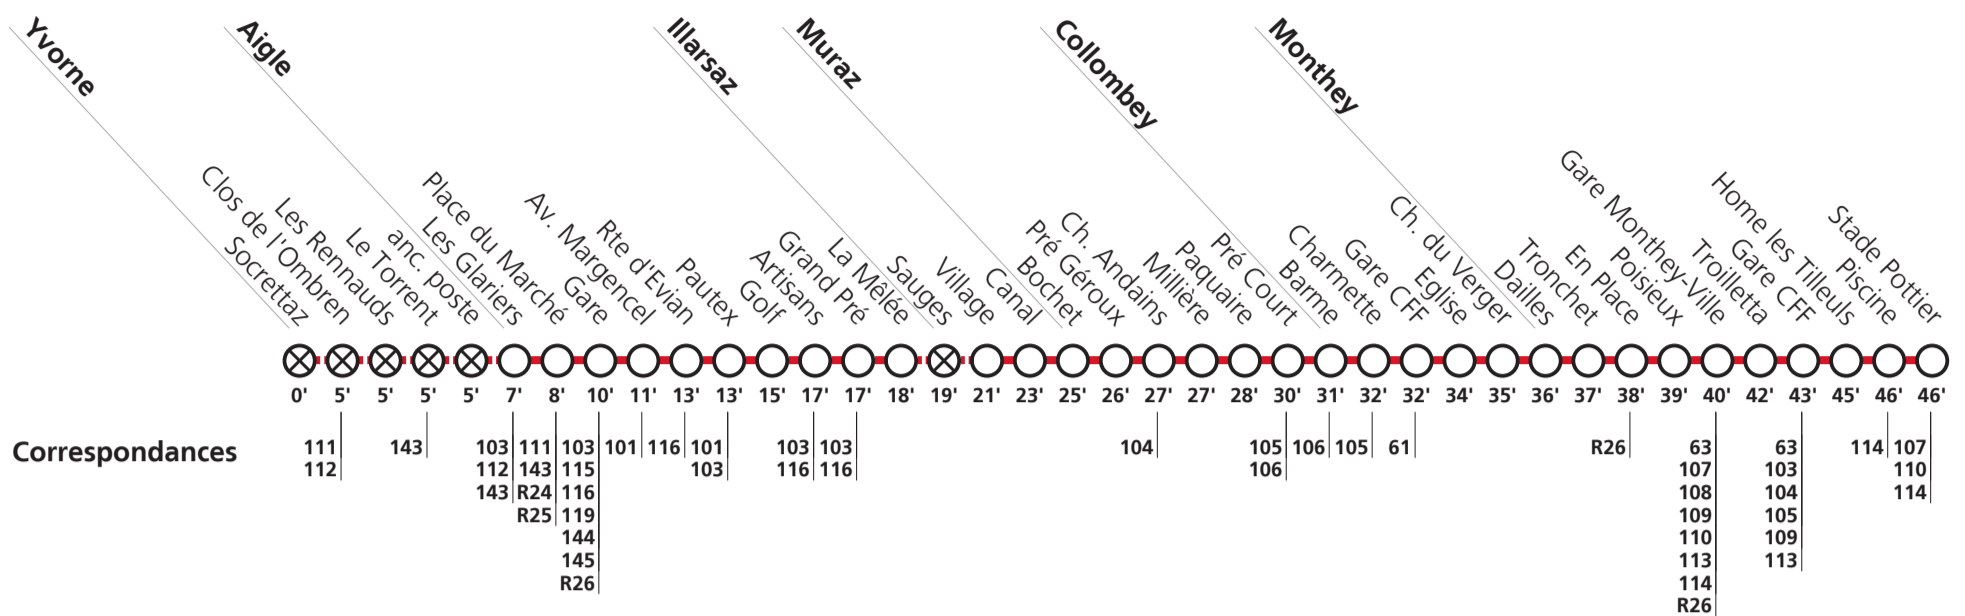 Yvorne
Aigle
Illarsaz
Muraz
Collombey
Monthey
Socrettaz
Clos de l'Ombren
Les Rennauds
Le Torrent
anc. poste
Les Glariers
Place du Marché
Gare
Av. Margencel
Rte d'Evian
Pautex
Golf
Artisans
Grand Pré
La Mêlée
Sauges
Village
Canal
Bochet
Pré Géroux
Ch. Andains
Millière
Paquaire
Pré Court
Barme
Charmette
Gare CFF
Eglise
Ch. du Verger
Dailles
Tronchet
En Place
Poisieux
Gare Monthey-Ville
Troilletta
Gare CFF
Home les Tilleuls
Piscine
Stade Pottier
0' 5' 5' 5' 5' 7' 8' 10' 11' 13' 13' 15' 17' 17' 18' 19' 21' 23' 25' 26' 27' 27' 28' 30' 31' 32' 32' 34' 35' 36' 37' 38' 39' 40' 42' 43' 45' 46' 46'
Correspondances
111 143 103 111 103 101 116 101 103 103 104 105 106 105 61 R26 63 63 114 107
112 112 143 115 103 116 116 106 107 103 110
143 R24 116 108 104 114
R25 119 109 105
144 110 109
145 113 113
R26 114
R26